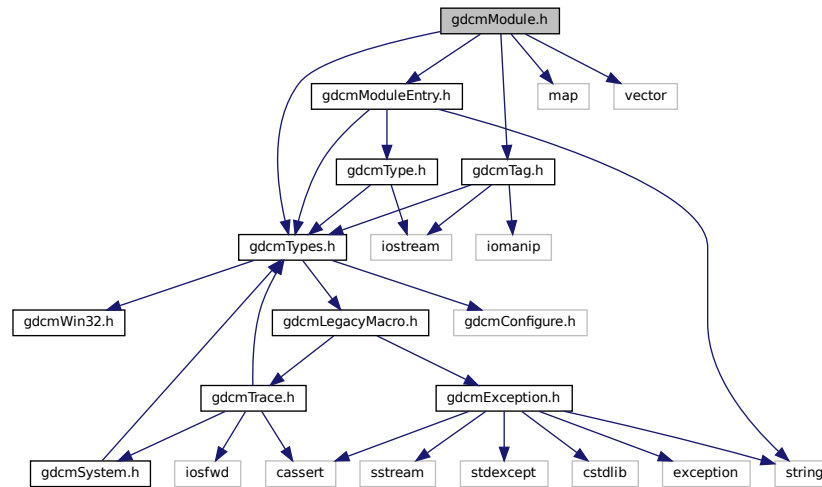 gdcmModule.h
gdcmModuleEntry.h
map
vector
gdcmType.h
gdcmTag.h
gdcmTypes.h
iostream
iomanip
gdcmWin32.h
gdcmLegacyMacro.h
gdcmConfigure.h
gdcmTrace.h
gdcmException.h
gdcmSystem.h
iosfwd
cassert
sstream
stdexcept
cstdlib
exception
string